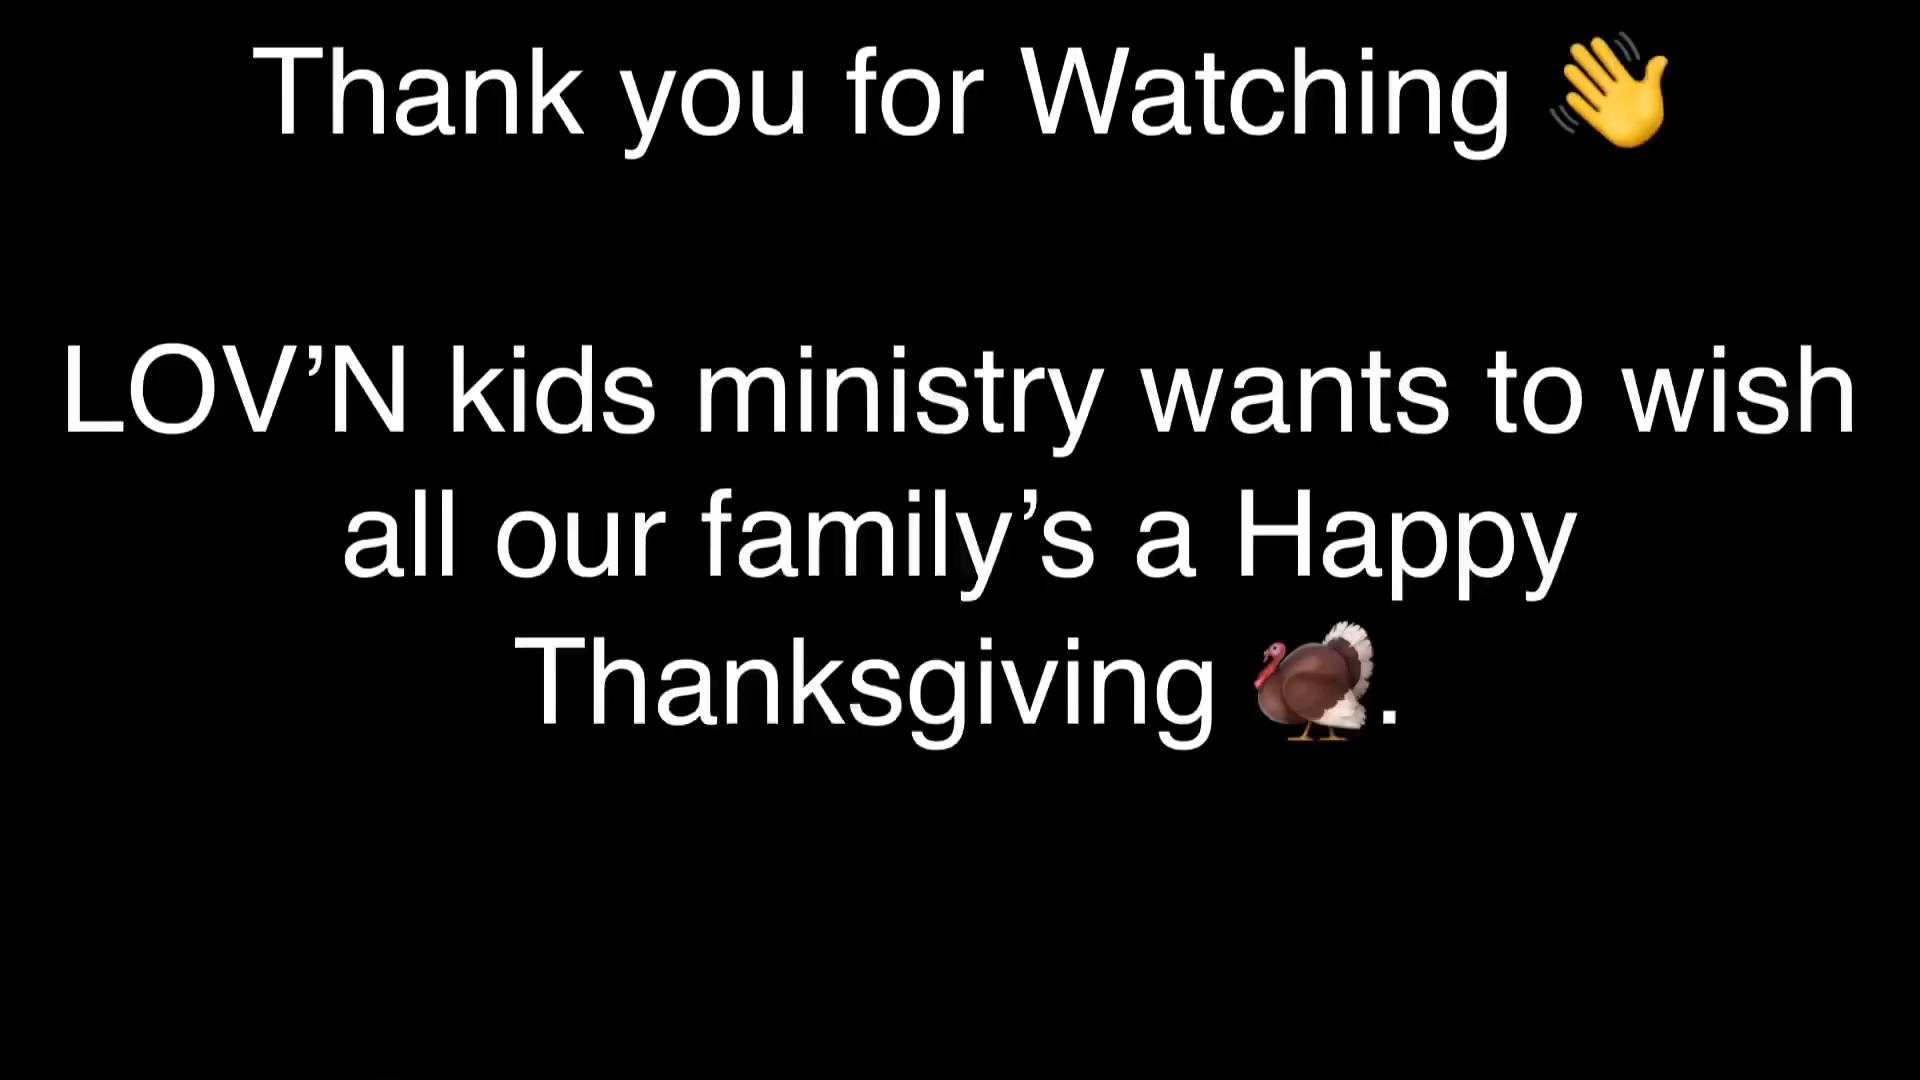 Thank you for Watching 👋
LOV’N kids ministry wants to wish
all our family’s a Happy
Thanksgiving 🦃.